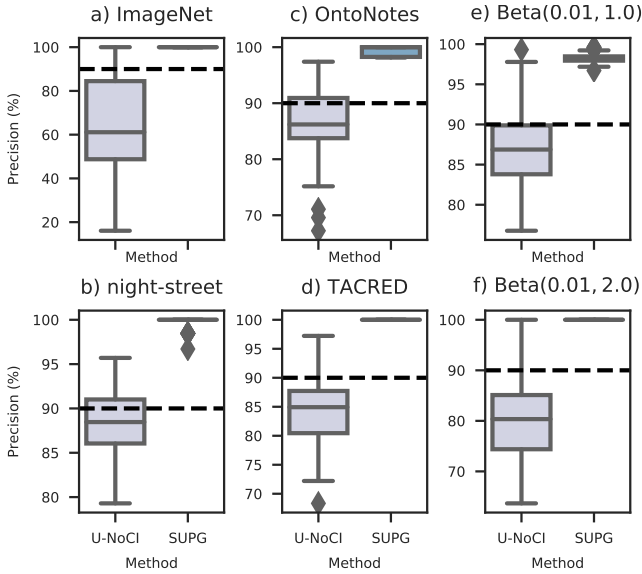 a) ImageNet
c) OntoNotes
e) Beta(0.01, 1.0)
Precision (%)
100
80
60
40
20
100
90
80
70
100
95
90
85
80
Method
Method
Method
b) night-street
d) TACRED
f) Beta(0.01, 2.0)
Precision (%)
100
95
90
85
80
100
95
90
85
80
75
70
100
90
80
70
U-NoCI SUPG
U-NoCI SUPG
U-NoCI SUPG
Method
Method
Method